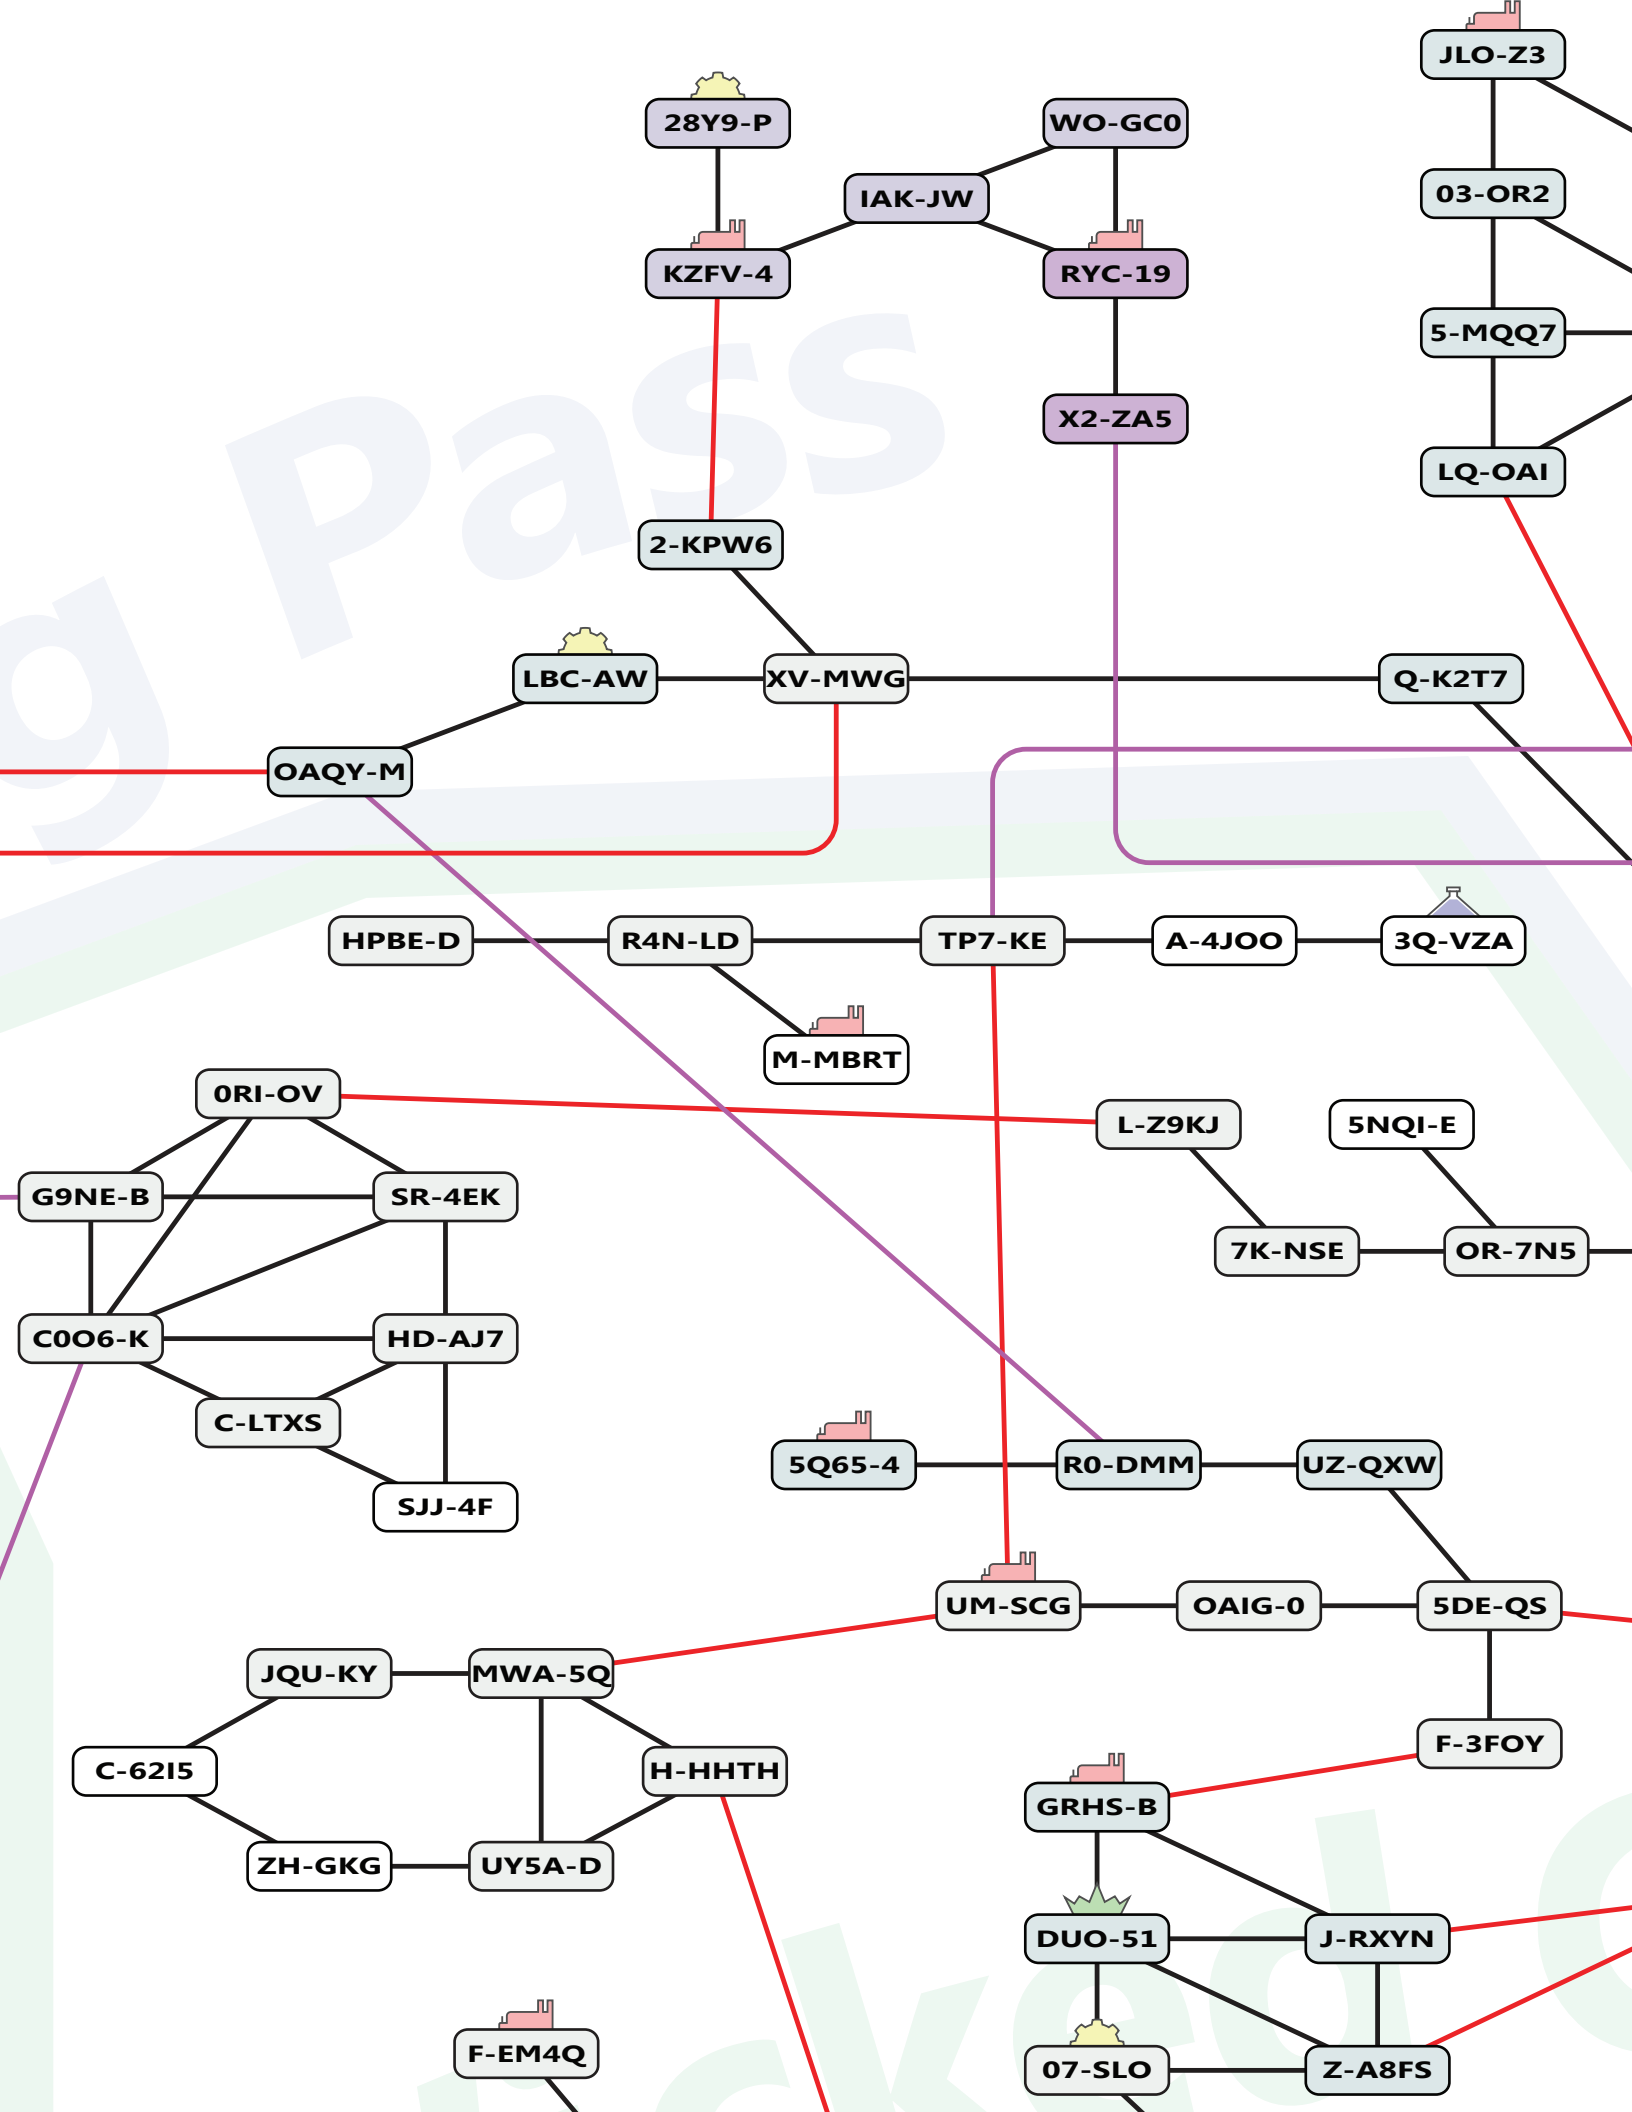 JLO-Z3
28Y9-P
WO-GC0
IAK-JW
03-OR2
KZFV-4
RYC-19
5-MQQ7
X2-ZA5
LQ-OAI
g Pass
2-KPW6
LBC-AW
XV-MWG
Q-K2T7
OAQY-M
HPBE-D
R4N-LD
TP7-KE
A-4JOO
3Q-VZA
M-MBRT
0RI-OV
L-Z9KJ
5NQI-E
G9NE-B
SR-4EK
7K-NSE
OR-7N5
C0O6-K
HD-AJ7
C-LTXS
5Q65-4
R0-DMM
UZ-QXW
SJJ-4F
UM-SCG
OAIG-0
5DE-QS
JQU-KY
MWA-5Q
F-3FOY
C-62I5
H-HHTH
GRHS-B
ZH-GKG
UY5A-D
DUO-51
J-RXYN
cked
F-EM4Q
07-SLO
Z-A8FS